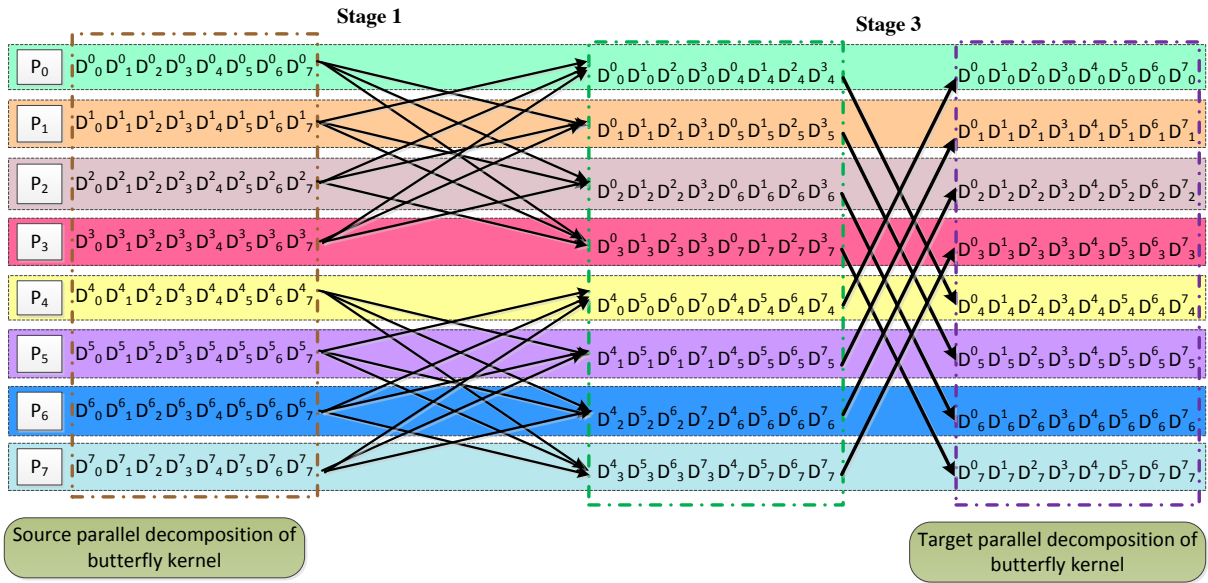 Stage 1
Stage 3
P₀ D⁰₀ D⁰₁ D⁰₂ D⁰₃ D⁰₄ D⁰₅ D⁰₆ D⁰₇ D⁰₀ D¹₀ D²₀ D³₀ D⁰₄ D¹₄ D²₄ D³₄ D⁰₀ D¹₀ D²₀ D³₀ D⁴₀ D⁵₀ D⁶₀ D⁷₀
P₁ D¹₀ D¹₁ D¹₂ D¹₃ D¹₄ D¹₅ D¹₆ D¹₇ D⁰₁ D¹₁ D²₁ D³₁ D⁰₅ D¹₅ D²₅ D³₅ D⁰₁ D¹₁ D²₁ D³₁ D⁴₁ D⁵₁ D⁶₁ D⁷₁
P₂ D²₀ D²₁ D²₂ D²₃ D²₄ D²₅ D²₆ D²₇ D⁰₂ D¹₂ D²₂ D³₂ D⁰₆ D¹₆ D²₆ D³₆ D⁰₂ D¹₂ D²₂ D³₂ D⁴₂ D⁵₂ D⁶₂ D⁷₂
P₃ D³₀ D³₁ D³₂ D³₃ D³₄ D³₅ D³₆ D³₇ D⁰₃ D¹₃ D²₃ D³₃ D⁰₇ D¹₇ D²₇ D³₇ D⁰₃ D¹₃ D²₃ D³₃ D⁴₃ D⁵₃ D⁶₃ D⁷₃
P₄ D⁴₀ D⁴₁ D⁴₂ D⁴₃ D⁴₄ D⁴₅ D⁴₆ D⁴₇ D⁴₀ D⁵₀ D⁶₀ D⁷₀ D⁴₄ D⁵₄ D⁶₄ D⁷₄ D⁰₄ D¹₄ D²₄ D³₄ D⁴₄ D⁵₄ D⁶₄ D⁷₄
P₅ D⁵₀ D⁵₁ D⁵₂ D⁵₃ D⁵₄ D⁵₅ D⁵₆ D⁵₇ D⁴₁ D⁵₁ D⁶₁ D⁷₁ D⁴₅ D⁵₅ D⁶₅ D⁷₅ D⁰₅ D¹₅ D²₅ D³₅ D⁴₅ D⁵₅ D⁶₅ D⁷₅
P₆ D⁶₀ D⁶₁ D⁶₂ D⁶₃ D⁶₄ D⁶₅ D⁶₆ D⁶₇ D⁴₂ D⁵₂ D⁶₂ D⁷₂ D⁴₆ D⁵₆ D⁶₆ D⁷₆ D⁰₆ D¹₆ D²₆ D³₆ D⁴₆ D⁵₆ D⁶₆ D⁷₆
P₇ D⁷₀ D⁷₁ D⁷₂ D⁷₃ D⁷₄ D⁷₅ D⁷₆ D⁷₇ D⁴₃ D⁵₃ D⁶₃ D⁷₃ D⁴₇ D⁵₇ D⁶₇ D⁷₇ D⁰₇ D¹₇ D²₇ D³₇ D⁴₇ D⁵₇ D⁶₇ D⁷₇
Source parallel decomposition of
butterfly kernel
Target parallel decomposition of
butterfly kernel